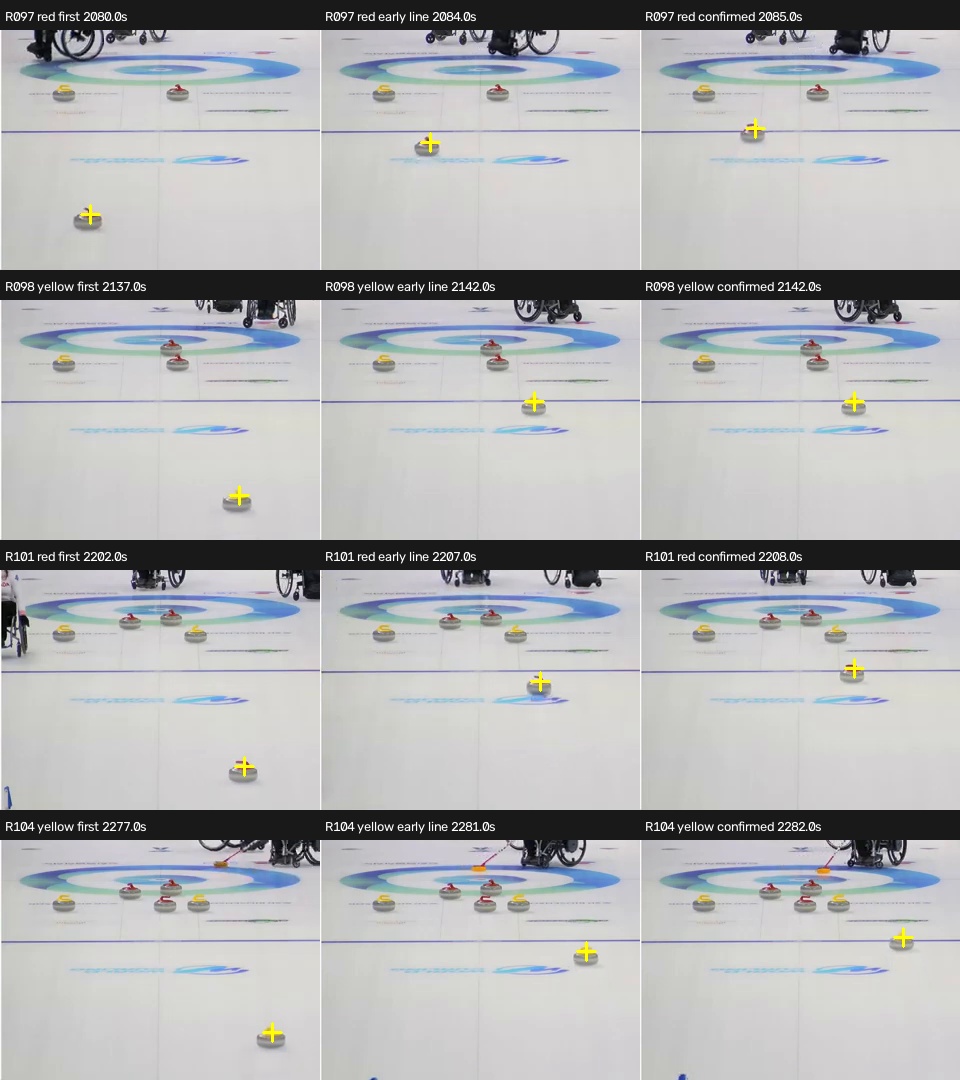 R097 red first 2080.0s
R097 red early line 2084.0s
R097 red confirmed 2085.0s
R098 yellow first 2137.0s
R098 yellow early line 2142.0s
R098 yellow confirmed 2142.0s
R101 red first 2202.0s
R101 red early line 2207.0s
R101 red confirmed 2208.0s
R104 yellow first 2277.0s
R104 yellow early line 2281.0s
R104 yellow confirmed 2282.0s